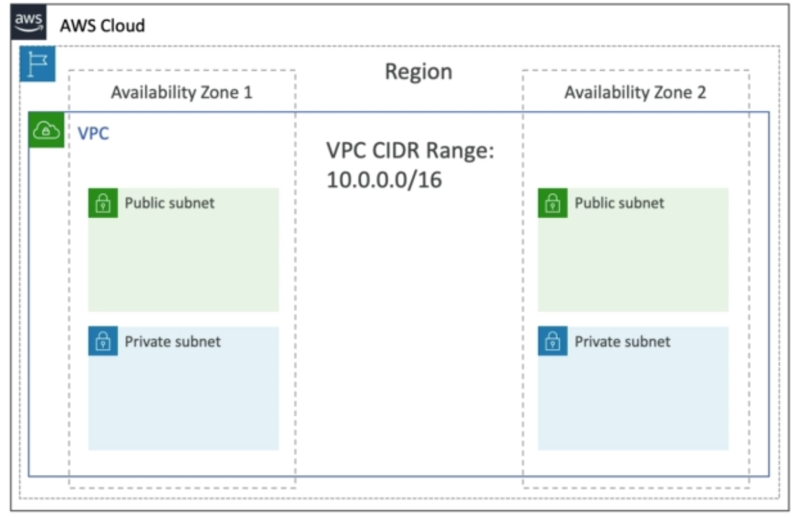 aws
AWS Cloud
Region
Availability Zone 1
Availability Zone 2
VPC
VPC CIDR Range:
10.0.0.0/16
Public subnet
Public subnet
Private subnet
Private subnet